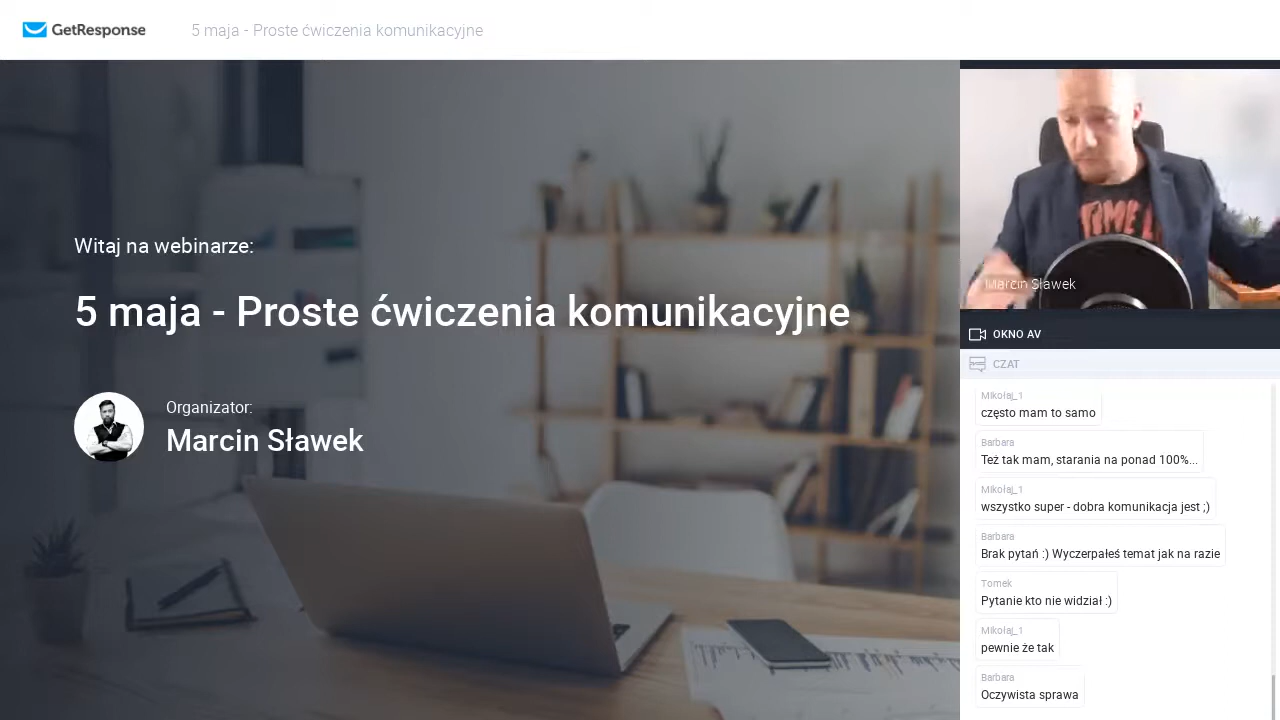 GetResponse
5 maja - Proste ćwiczenia komunikacyjne
Witaj na webinarze:
5 maja - Proste ćwiczenia komunikacyjne
Organizator:
Marcin Sławek
TIME
Marcin Sławek
OKNO AV
CZAT
Mikołaj_1
często mam to samo
Barbara
Też tak mam, starania na ponad 100%...
Mikołaj_1
wszystko super - dobra komunikacja jest ;)
Barbara
Brak pytań :) Wyczerpałeś temat jak na razie
Tomek
Pytanie kto nie widział :)
Mikołaj_1
pewnie że tak
Barbara
Oczywista sprawa